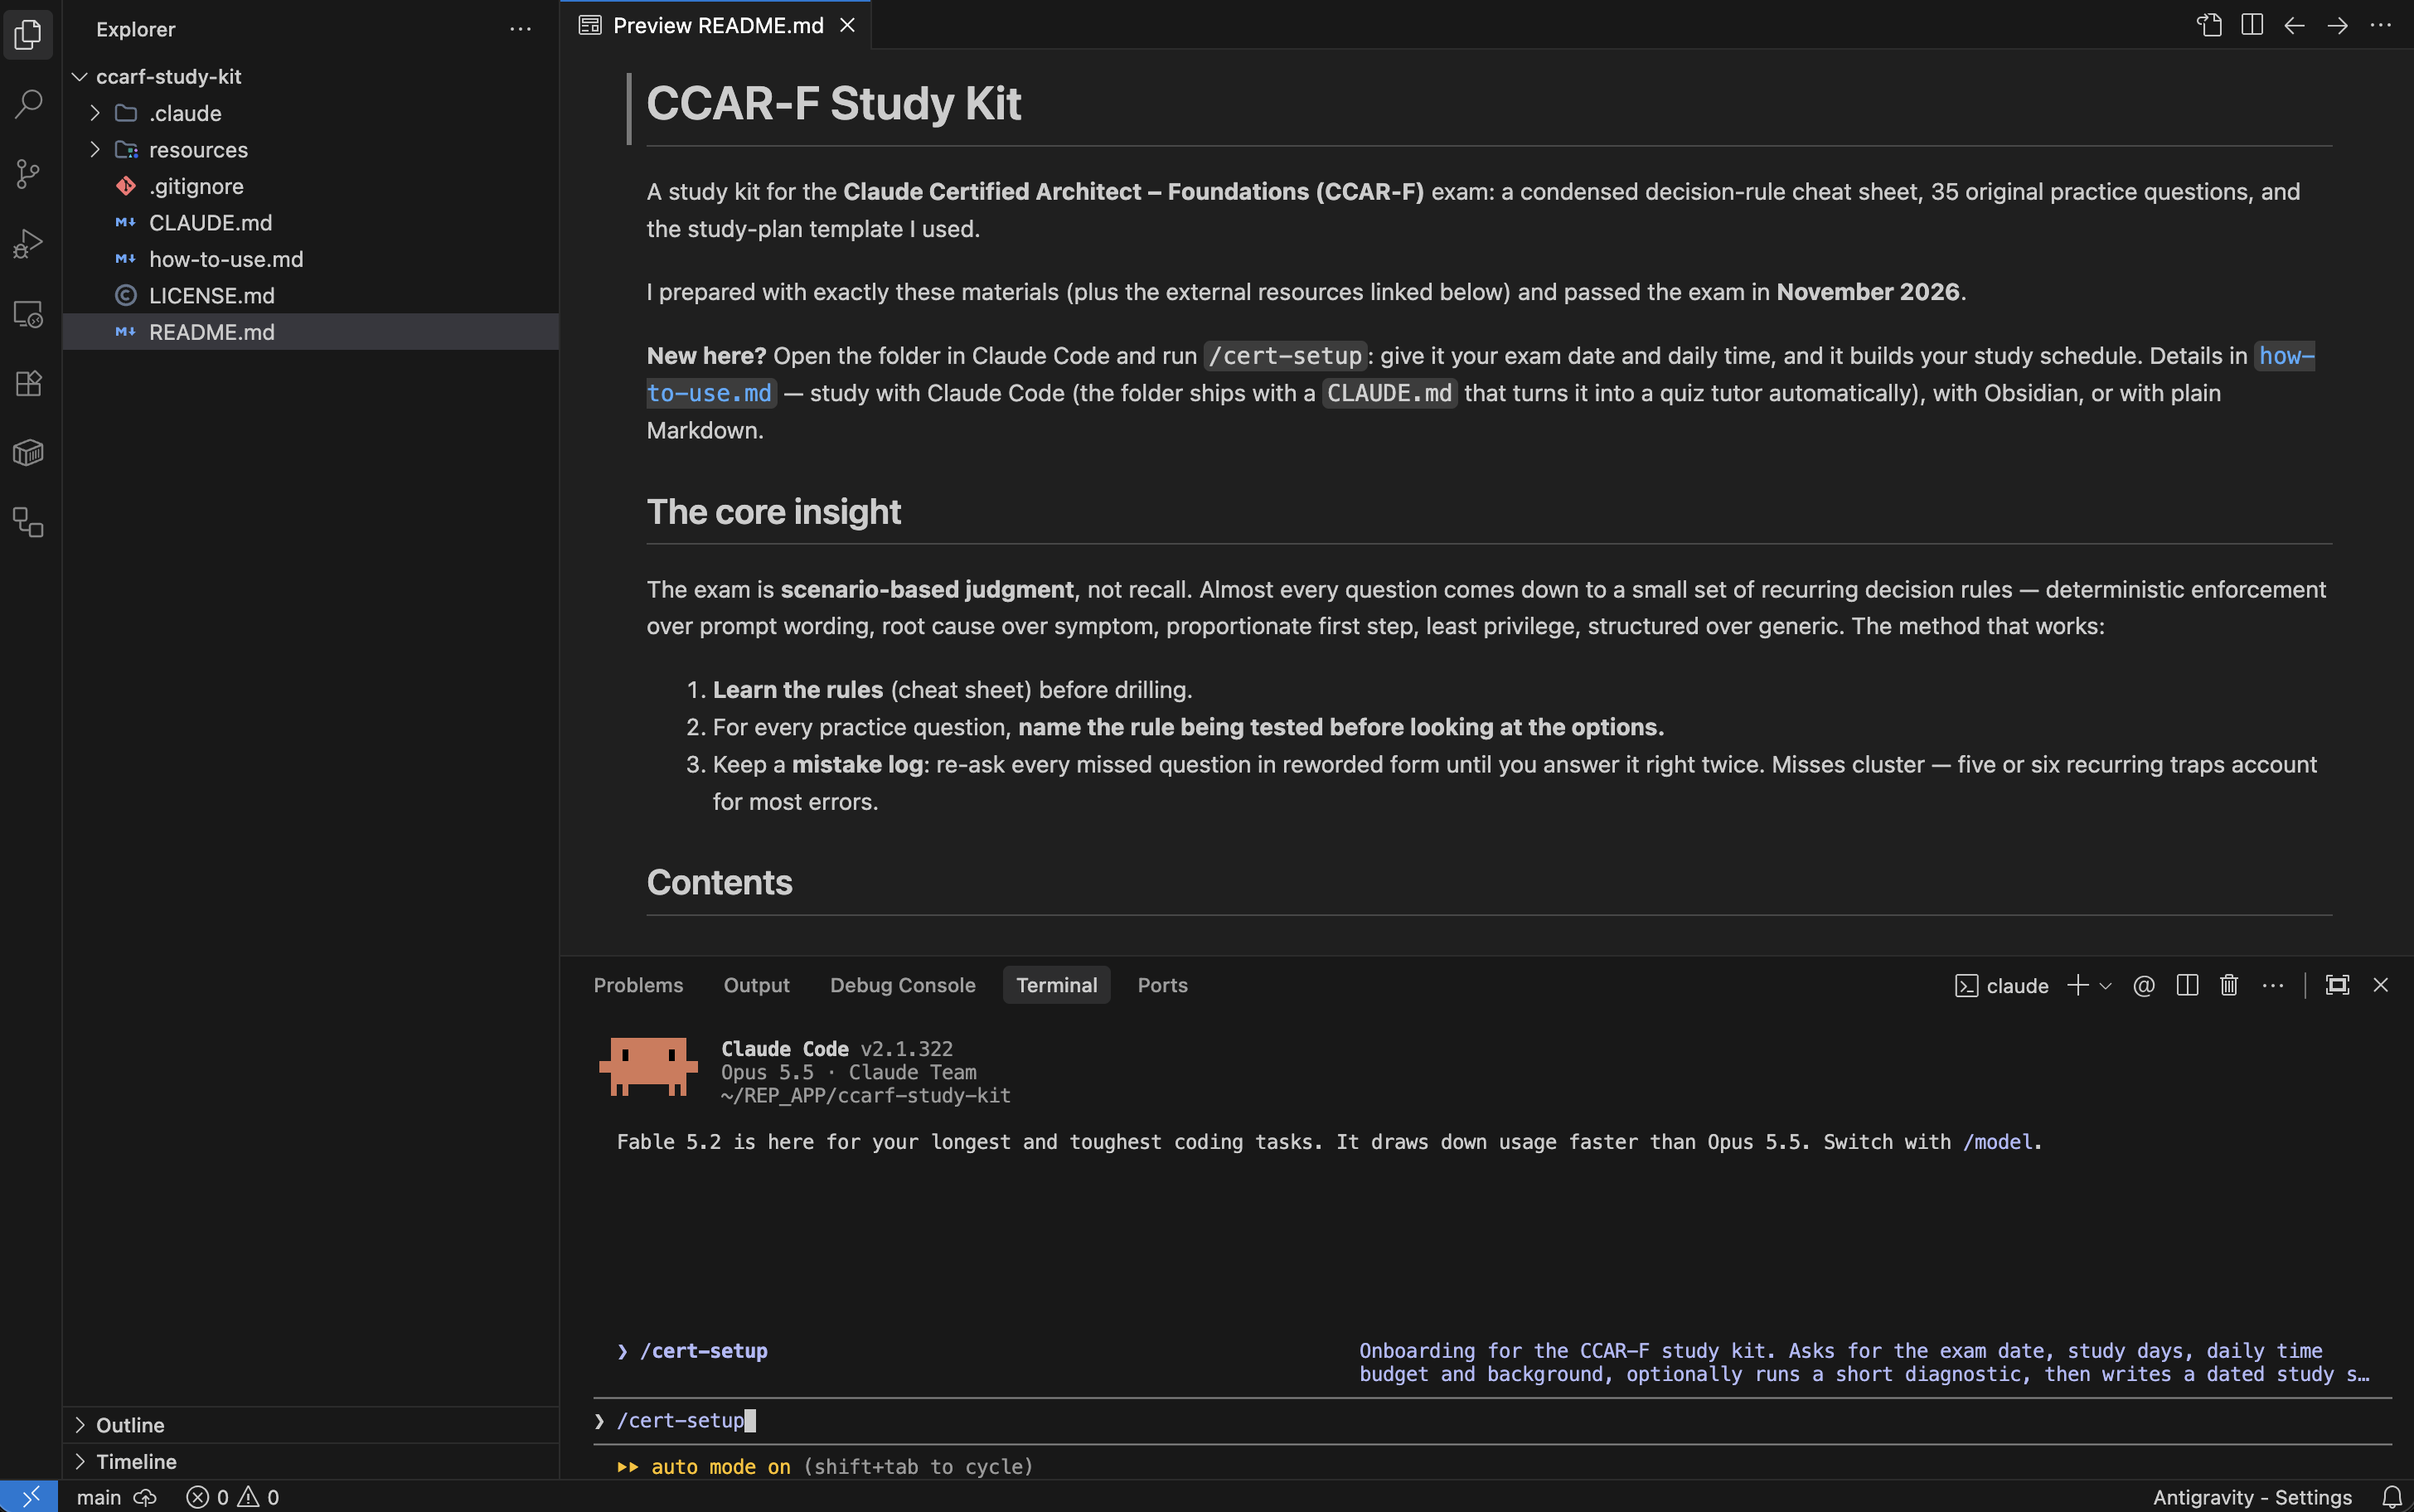 Explorer
ccarf-study-kit
.claude
resources
.gitignore
CLAUDE.md
how-to-use.md
LICENSE.md
README.md
Outline
Timeline
Preview README.md
CCAR-F Study Kit
A study kit for the Claude Certified Architect – Foundations (CCAR-F) exam: a condensed decision-rule cheat sheet, 35 original practice questions, and
the study-plan template I used.
I prepared with exactly these materials (plus the external resources linked below) and passed the exam in November 2026.
New here? Open the folder in Claude Code and run /cert-setup: give it your exam date and daily time, and it builds your study schedule. Details in how-
to-use.md — study with Claude Code (the folder ships with a CLAUDE.md that turns it into a quiz tutor automatically), with Obsidian, or with plain
Markdown.
The core insight
The exam is scenario-based judgment, not recall. Almost every question comes down to a small set of recurring decision rules — deterministic enforcement
over prompt wording, root cause over symptom, proportionate first step, least privilege, structured over generic. The method that works:
1. Learn the rules (cheat sheet) before drilling.
2. For every practice question, name the rule being tested before looking at the options.
3. Keep a mistake log: re-ask every missed question in reworded form until you answer it right twice. Misses cluster — five or six recurring traps account
for most errors.
Contents
Problems Output Debug Console Terminal Ports
claude
Claude Code v2.1.322
Opus 5.5 · Claude Team
~/REP_APP/ccarf-study-kit
Fable 5.2 is here for your longest and toughest coding tasks. It draws down usage faster than Opus 5.5. Switch with /model.
❯ /cert-setup
Onboarding for the CCAR-F study kit. Asks for the exam date, study days, daily time
budget and background, optionally runs a short diagnostic, then writes a dated study s…
❯ /cert-setup
⏵⏵ auto mode on (shift+tab to cycle)
main 0 0
Antigravity - Settings